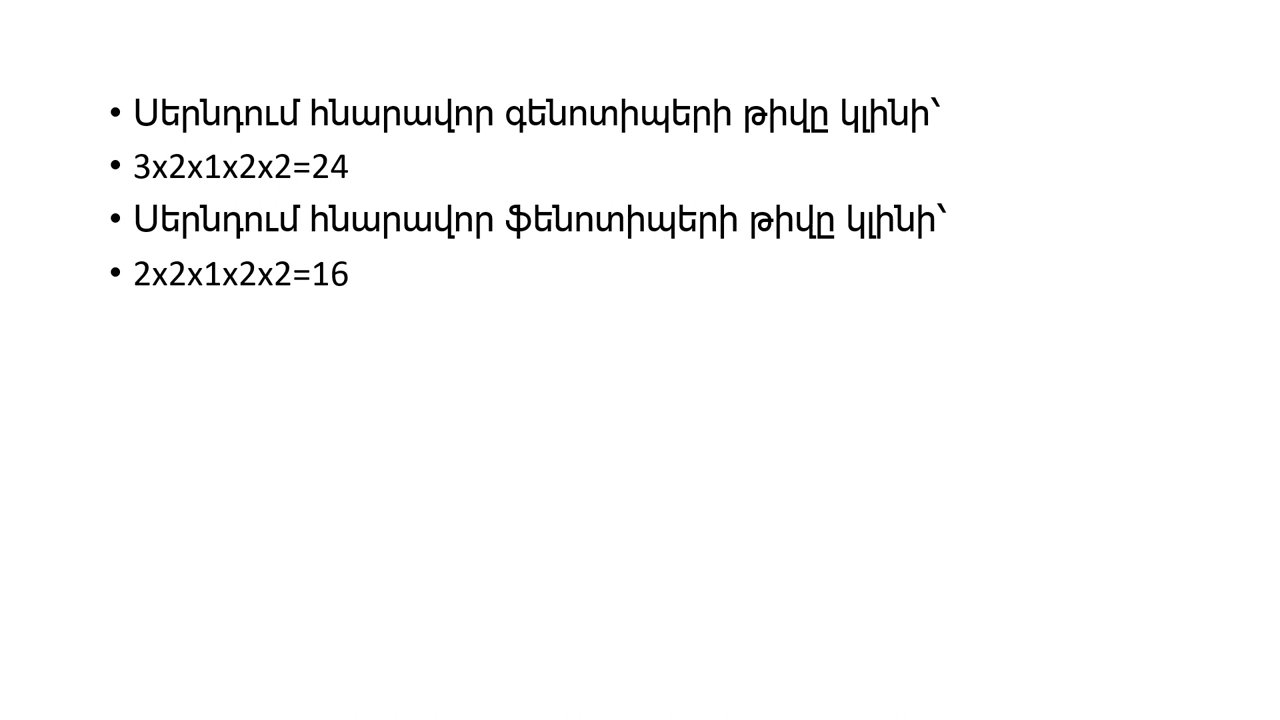 • Սերնդում հնարավոր գենոտիպերի թիվը կլինի՝
• 3x2x1x2x2=24
• Սերնդում հնարավոր ֆենոտիպերի թիվը կլինի՝
• 2x2x1x2x2=16